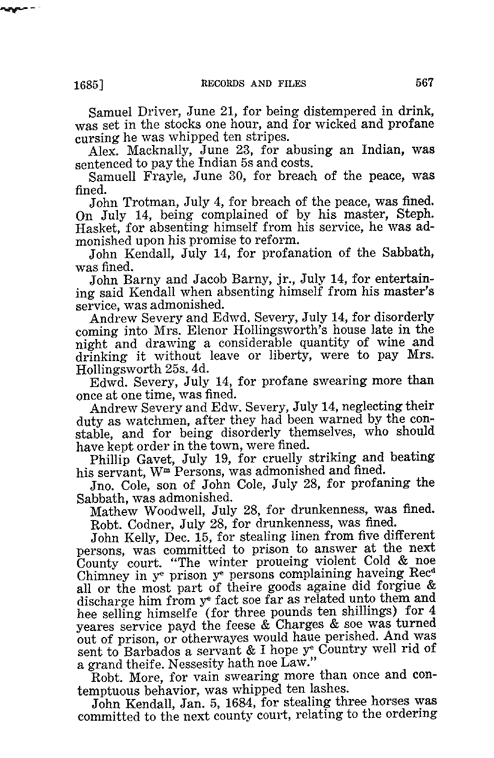 1685] RECORDS AND FILES 567
Samuel Driver, June 21, for being distempered in drink,
was set in the stocks one hour, and for wicked and profane
cursing he was whipped ten stripes.
Alex. Macknally, June 23, for abusing an Indian, was
sentenced to pay the Indian 5s and costs.
Samuell Frayle, June 30, for breach of the peace, was
fined.
John Trotman, July 4, for breach of the peace, was fined.
On July 14, being complained of by his master, Steph.
Hasket, for absenting himself from his service, he was ad-
monished upon his promise to reform.
John Kendall, July 14, for profanation of the Sabbath,
was fined.
John Barny and Jacob Barny, jr., July 14, for entertain-
ing said Kendall when absenting himself from his master's
service, was admonished.
Andrew Severy and Edwd. Severy, July 14, for disorderly
coming into Mrs. Elenor Hollingsworth's house late in the
night and drawing a considerable quantity of wine and
drinking it without leave or liberty, were to pay Mrs.
Hollingsworth 25s. 4d.
Edwd. Severy, July 14, for profane swearing more than
once at one time, was fined.
Andrew Severy and Edw. Severy, July 14, neglecting their
duty as watchmen, after they had been warned by the con-
stable, and for being disorderly themselves, who should
have kept order in the town, were fined.
Phillip Gavet, July 19, for cruelly striking and beating
his servant, Wᵐ Persons, was admonished and fined.
Jno. Cole, son of John Cole, July 28, for profaning the
Sabbath, was admonished.
Mathew Woodwell, July 28, for drunkenness, was fined.
Robt. Codner, July 28, for drunkenness, was fined.
John Kelly, Dec. 15, for stealing linen from five different
persons, was committed to prison to answer at the next
County court. "The winter proueing violent Cold & noe
Chimney in yᵉ prison yᵉ persons complaining haveing Recᵈ
all or the most part of theire goods againe did forgiue &
discharge him from yᵉ fact soe far as related unto them and
hee selling himselfe (for three pounds ten shillings) for 4
yeares service payd the feese & Charges & soe was turned
out of prison, or otherwayes would haue perished. And was
sent to Barbados a servant & I hope yᵉ Country well rid of
a grand theife. Nessesity hath noe Law."
Robt. More, for vain swearing more than once and con-
temptuous behavior, was whipped ten lashes.
John Kendall, Jan. 5, 1684, for stealing three horses was
committed to the next county court, relating to the ordering